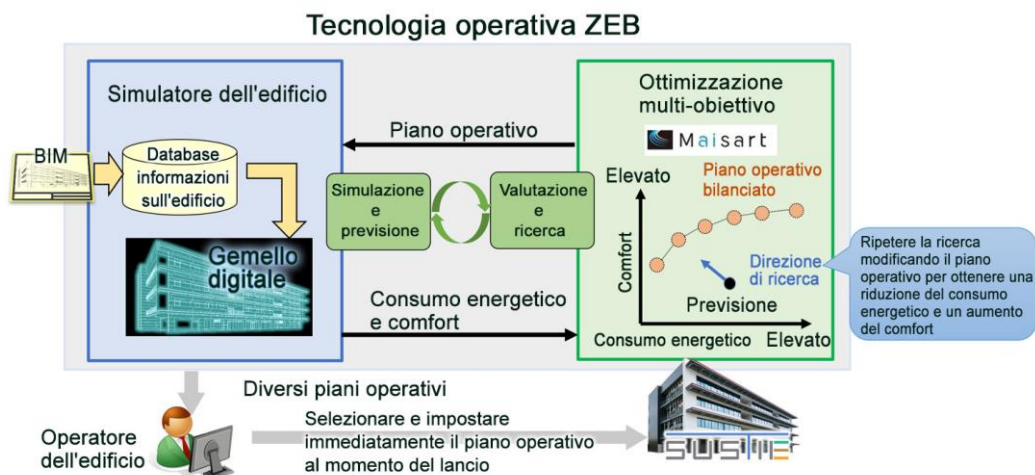 Tecnologia operativa ZEB
Simulatore dell'edificio
BIM
Database
informazioni
sull'edificio
Gemello
digitale
Piano operativo
Simulazione
e
previsione
Valutazione
e
ricerca
Consumo energetico
e comfort
Ottimizzazione
multi-obiettivo
Maisart
Elevato
Piano operativo
bilanciato
Comfort
Direzione
di ricerca
Previsione
Consumo energetico
Elevato
Ripetere la ricerca
modificando il piano
operativo per ottenere una
riduzione del consumo
energetico e un aumento
del comfort
Diversi piani operativi
Operatore
dell'edificio
Selezionare e impostare
immediatamente il piano operativo
al momento del lancio
SUSTIE